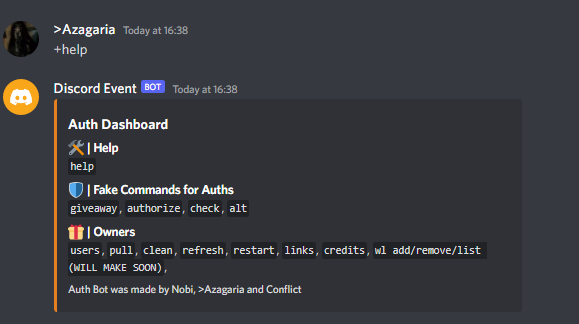 >Azagaria Today at 16:38
+help
Discord Event BOT Today at 16:38
Auth Dashboard
🛠 | Help
help
🛡 | Fake Commands for Auths
giveaway, authorize, check, alt
🎁 | Owners
users, pull, clean, refresh, restart, links, credits, wl add/remove/list
(WILL MAKE SOON),
Auth Bot was made by Nobi, >Azagaria and Conflict